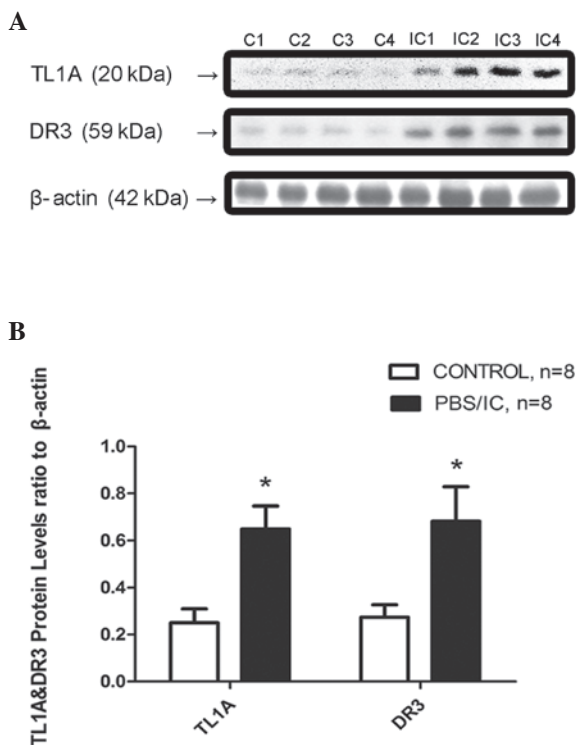 A
C1 C2 C3 C4 IC1 IC2 IC3 IC4
TL1A (20 kDa) →
DR3 (59 kDa) →
β-actin (42 kDa) →
B
CONTROL, n=8
PBS/IC, n=8
TL1A&DR3 Protein Levels ratio to β-actin
1.0
0.8
0.6
0.4
0.2
0.0
*
*
TL1A
DR3